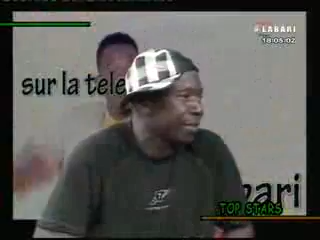 LABARI
18:05:02
sur la tele
bari
TOP STARS